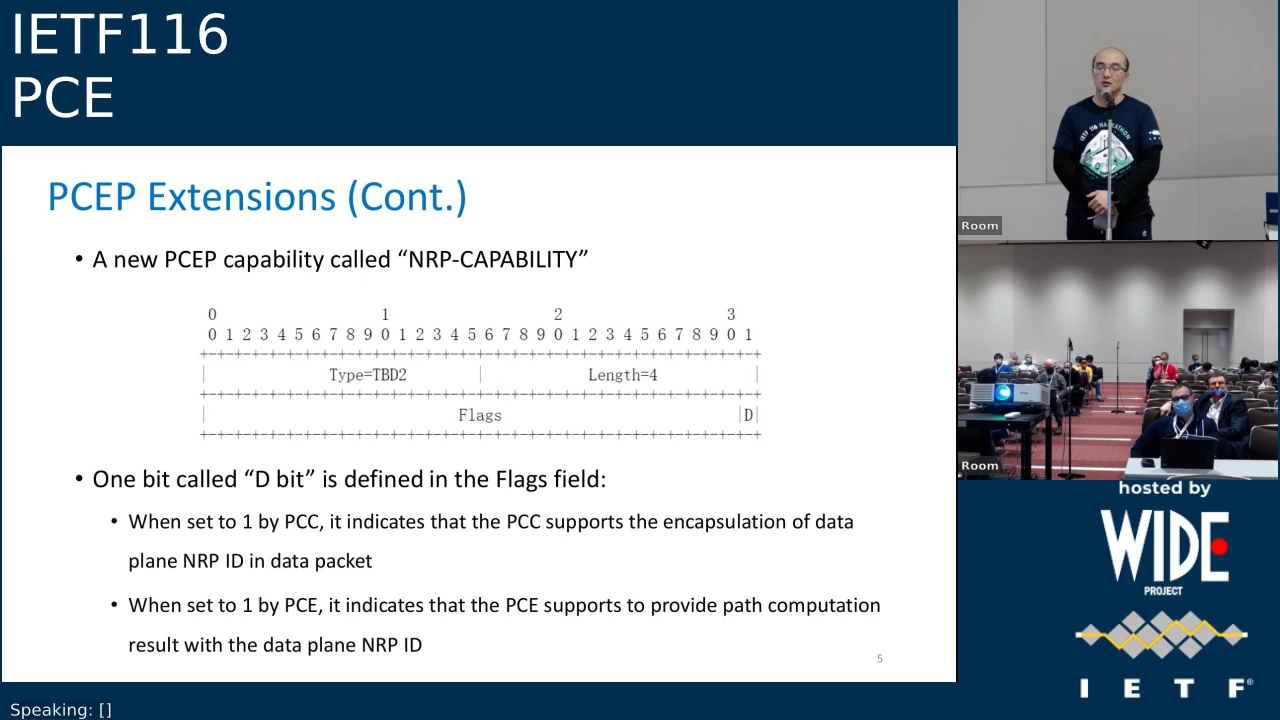 IETF116
PCE
PCEP Extensions (Cont.)
• A new PCEP capability called “NRP-CAPABILITY”
0 1 2 3
0 1 2 3 4 5 6 7 8 9 0 1 2 3 4 5 6 7 8 9 0 1 2 3 4 5 6 7 8 9 0 1
+-+-+-+-+-+-+-+-+-+-+-+-+-+-+-+-+-+-+-+-+-+-+-+-+-+-+-+-+-+-+-+-+
| Type=TBD2 | Length=4 |
+-+-+-+-+-+-+-+-+-+-+-+-+-+-+-+-+-+-+-+-+-+-+-+-+-+-+-+-+-+-+-+-+
| Flags |D|
+-+-+-+-+-+-+-+-+-+-+-+-+-+-+-+-+-+-+-+-+-+-+-+-+-+-+-+-+-+-+-+-+
• One bit called “D bit” is defined in the Flags field:
• When set to 1 by PCC, it indicates that the PCC supports the encapsulation of data
plane NRP ID in data packet
• When set to 1 by PCE, it indicates that the PCE supports to provide path computation
result with the data plane NRP ID
5
Speaking: []
IETF 116 HACKATHON
Room
Room
hosted by
WIDE
PROJECT
I E T F®